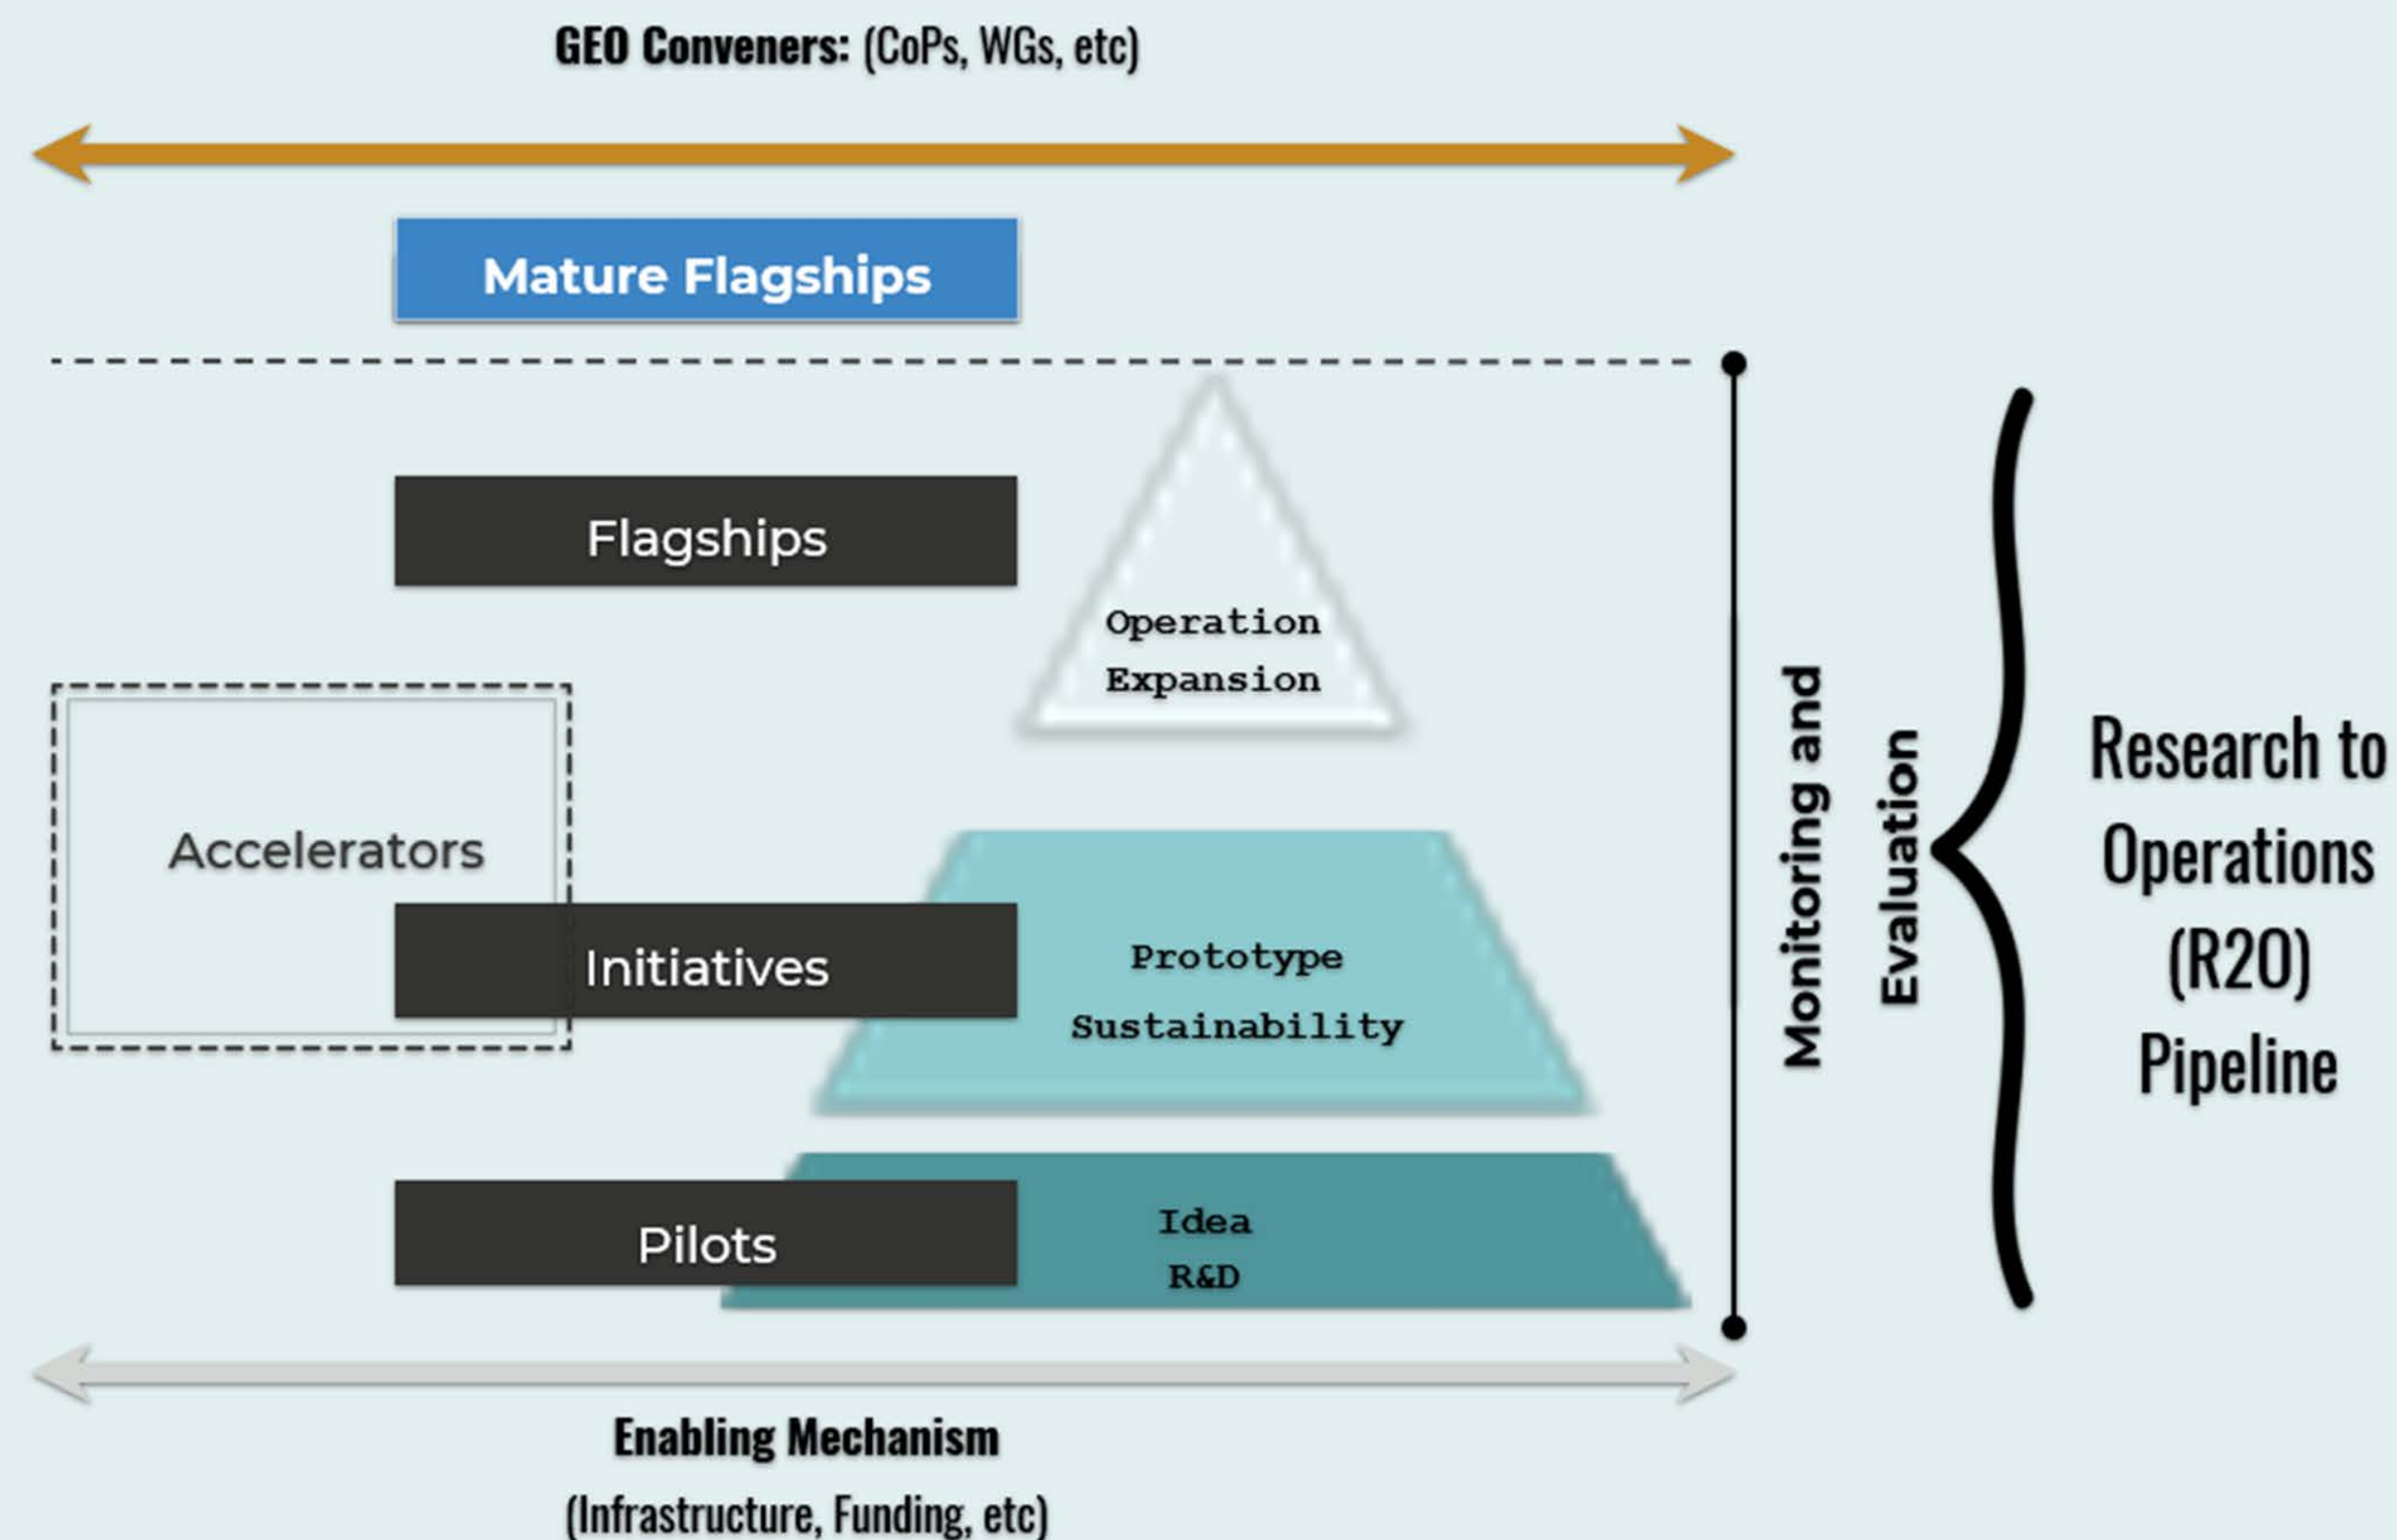 GEO Conveners: (CoPs, WGs, etc)
Mature Flagships
Flagships
Operation
Expansion
Accelerators
Initiatives
Prototype
Sustainability
Pilots
Idea
R&D
Monitoring and
Evaluation
Research to
Operations
(R2O)
Pipeline
Enabling Mechanism
(Infrastructure, Funding, etc)